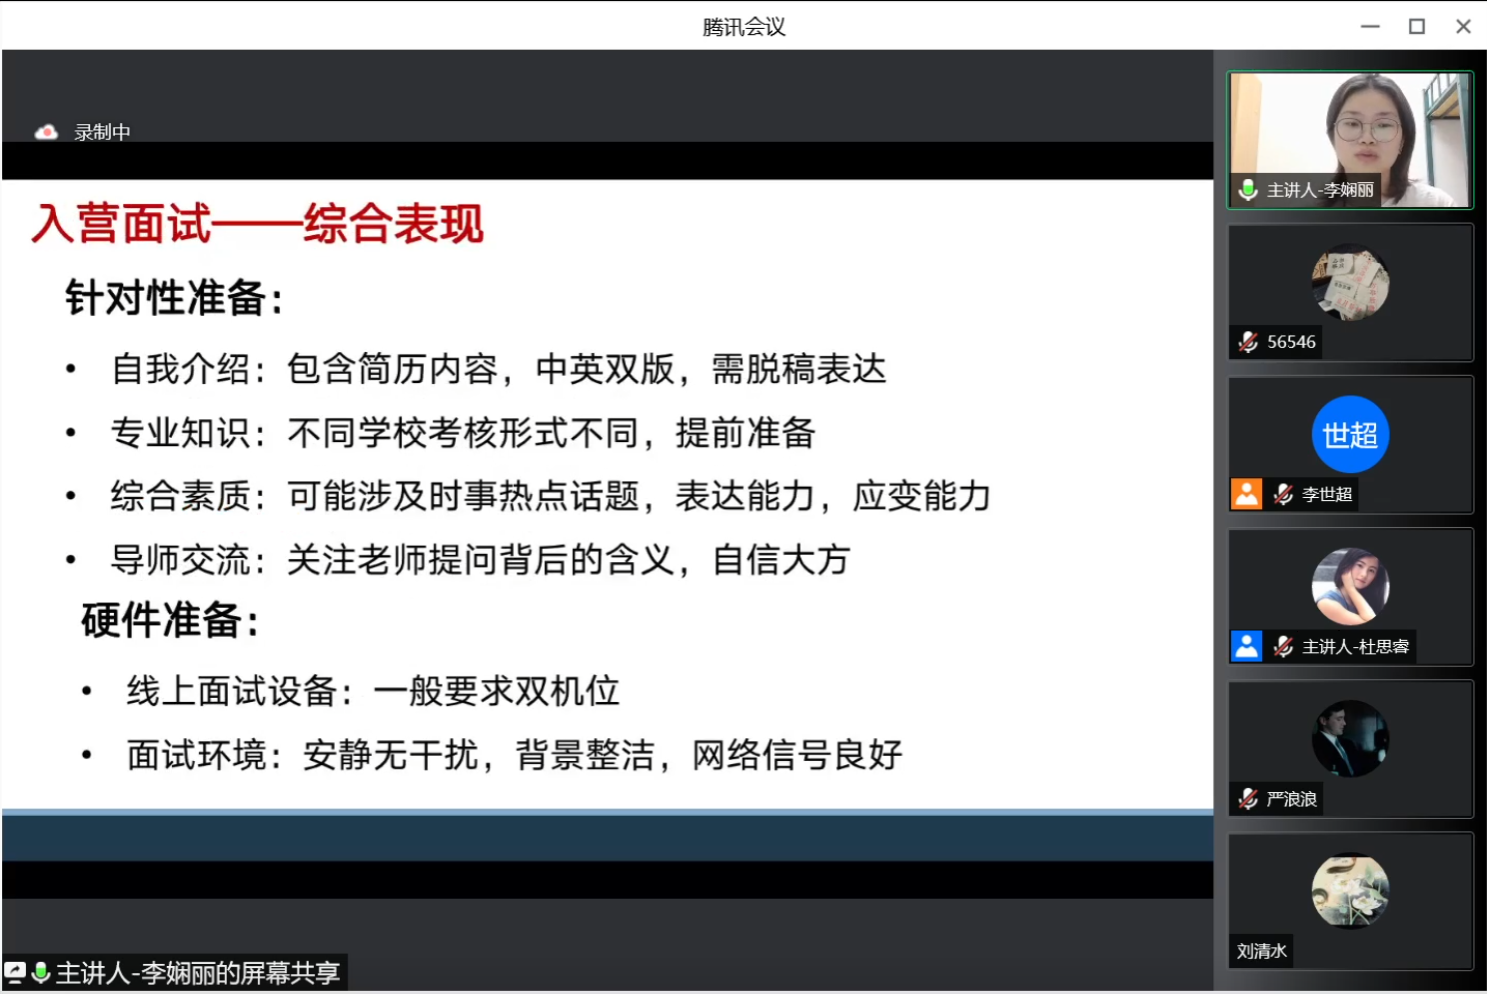 腾讯会议
录制中
入营面试——综合表现
针对性准备：
• 自我介绍：包含简历内容，中英双版，需脱稿表达
• 专业知识：不同学校考核形式不同，提前准备
• 综合素质：可能涉及时事热点话题，表达能力，应变能力
• 导师交流：关注老师提问背后的含义，自信大方
硬件准备：
• 线上面试设备：一般要求双机位
• 面试环境：安静无干扰，背景整洁，网络信号良好
主讲人-李娴丽的屏幕共享
主讲人-李娴丽
56546
世超
李世超
主讲人-杜思睿
严浪浪
刘清水